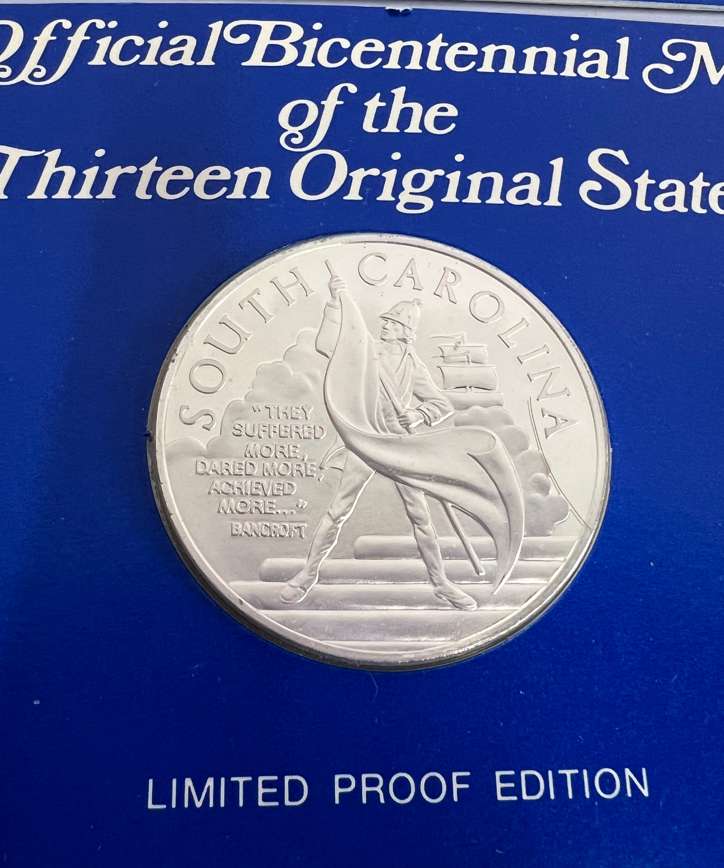 Official Bicentennial M
of the
Thirteen Original State
SOUTH CAROLINA
"THEY
SUFFERED
MORE,
DARED MORE,
ACHIEVED
MORE..."
BANCROFT
LIMITED PROOF EDITION